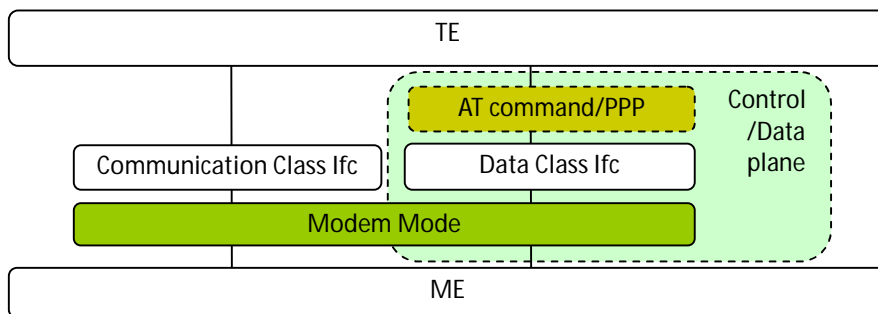 TE
AT command/PPP
Control
/Data
plane
Communication Class Ifc
Data Class Ifc
Modem Mode
ME